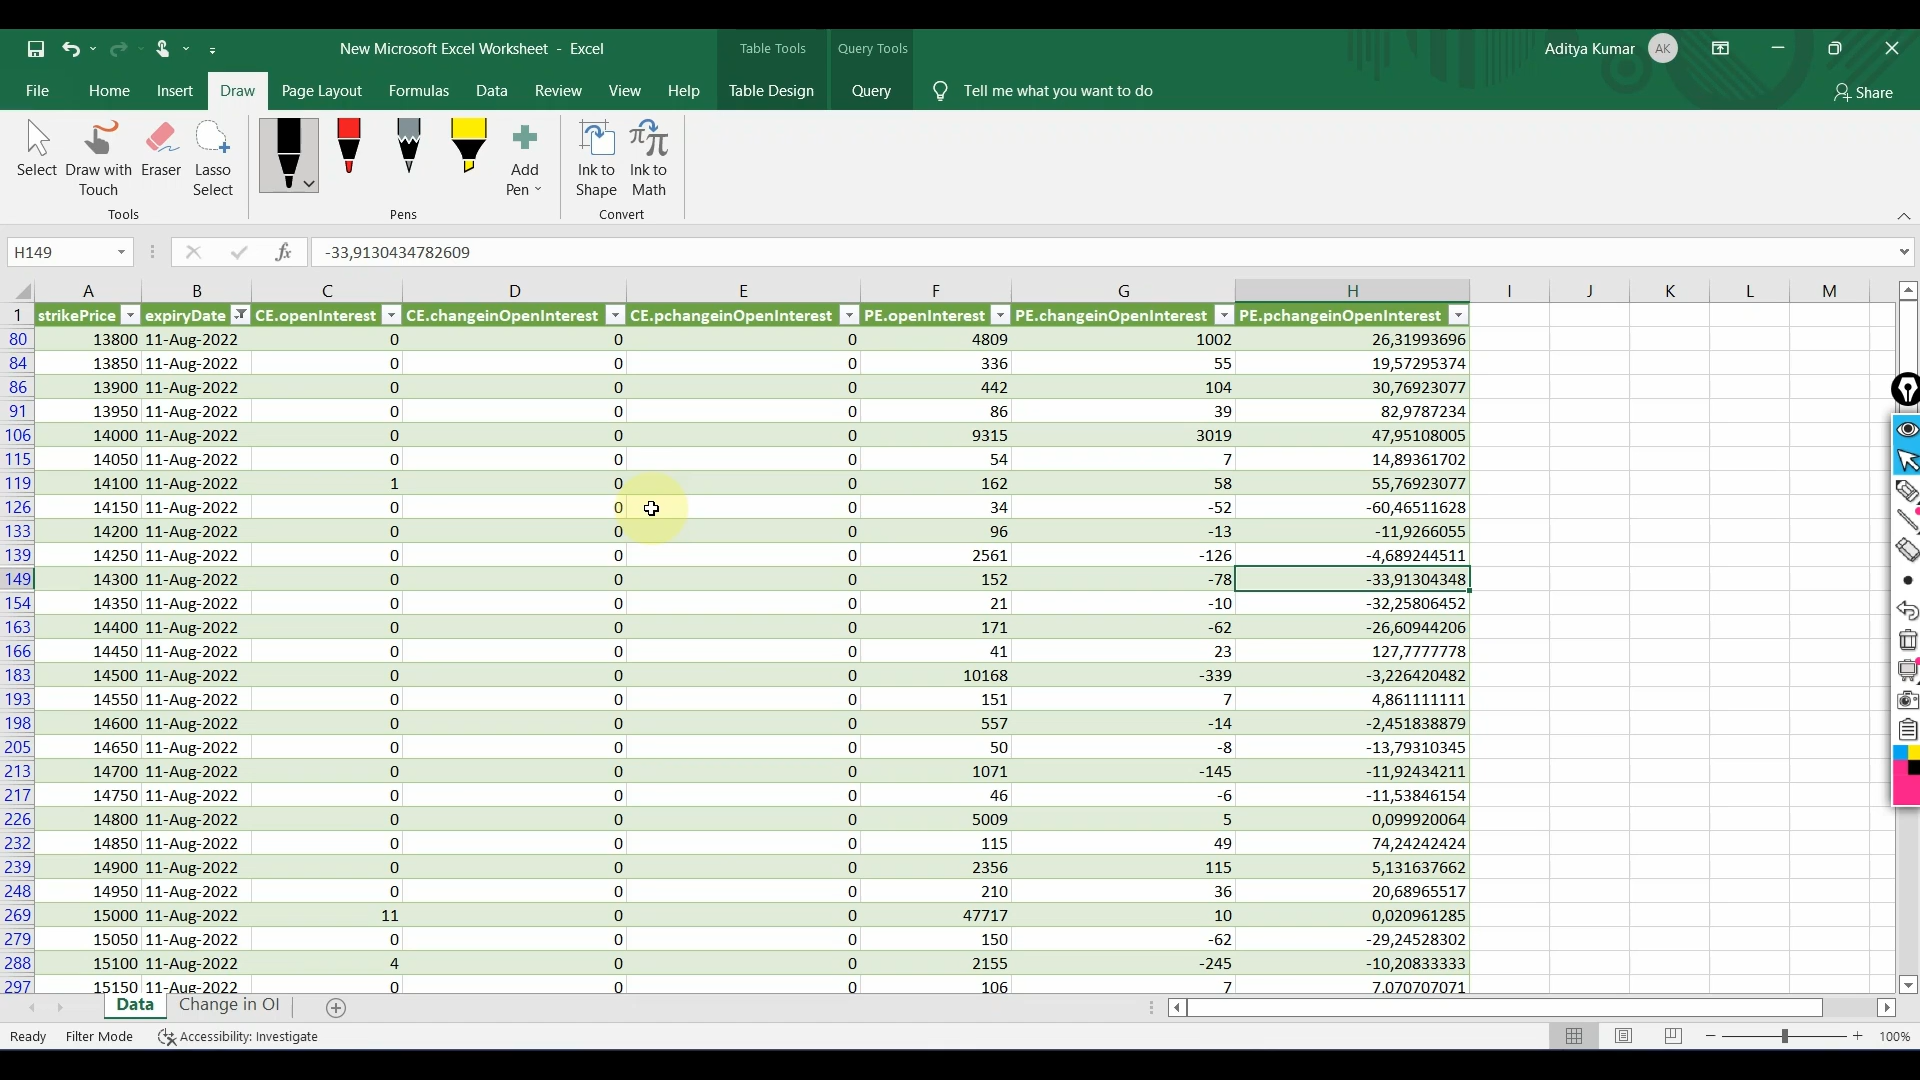 New Microsoft Excel Worksheet - Excel
Table Tools
Query Tools
Aditya Kumar
AK
File Home Insert Draw Page Layout Formulas Data Review View Help Table Design Query Tell me what you want to do Share
Select Draw with Touch Eraser Lasso Select Add Pen Ink to Shape Ink to Math
Tools Pens Convert
H149 fx -33,9130434782609
A B C D E F G H I J K L M
1 strikePrice expiryDate CE.openInterest CE.changeinOpenInterest CE.pchangeinOpenInterest PE.openInterest PE.changeinOpenInterest PE.pchangeinOpenInterest
80 13800 11-Aug-2022 0 0 0 4809 1002 26,31993696
84 13850 11-Aug-2022 0 0 0 336 55 19,57295374
86 13900 11-Aug-2022 0 0 0 442 104 30,76923077
91 13950 11-Aug-2022 0 0 0 86 39 82,9787234
106 14000 11-Aug-2022 0 0 0 9315 3019 47,95108005
115 14050 11-Aug-2022 0 0 0 54 7 14,89361702
119 14100 11-Aug-2022 1 0 0 162 58 55,76923077
126 14150 11-Aug-2022 0 0 0 34 -52 -60,46511628
133 14200 11-Aug-2022 0 0 0 96 -13 -11,9266055
139 14250 11-Aug-2022 0 0 0 2561 -126 -4,689244511
149 14300 11-Aug-2022 0 0 0 152 -78 -33,91304348
154 14350 11-Aug-2022 0 0 0 21 -10 -32,25806452
163 14400 11-Aug-2022 0 0 0 171 -62 -26,60944206
166 14450 11-Aug-2022 0 0 0 41 23 127,7777778
183 14500 11-Aug-2022 0 0 0 10168 -339 -3,226420482
193 14550 11-Aug-2022 0 0 0 151 7 4,861111111
198 14600 11-Aug-2022 0 0 0 557 -14 -2,451838879
205 14650 11-Aug-2022 0 0 0 50 -8 -13,79310345
213 14700 11-Aug-2022 0 0 0 1071 -145 -11,92434211
217 14750 11-Aug-2022 0 0 0 46 -6 -11,53846154
226 14800 11-Aug-2022 0 0 0 5009 5 0,099920064
232 14850 11-Aug-2022 0 0 0 115 49 74,24242424
239 14900 11-Aug-2022 0 0 0 2356 115 5,131637662
248 14950 11-Aug-2022 0 0 0 210 36 20,68965517
269 15000 11-Aug-2022 11 0 0 47717 10 0,020961285
279 15050 11-Aug-2022 0 0 0 150 -62 -29,24528302
288 15100 11-Aug-2022 4 0 0 2155 -245 -10,20833333
297 15150 11-Aug-2022 0 0 0 106 7 7,070707071
Data Change in OI
Ready Filter Mode Accessibility: Investigate 100%